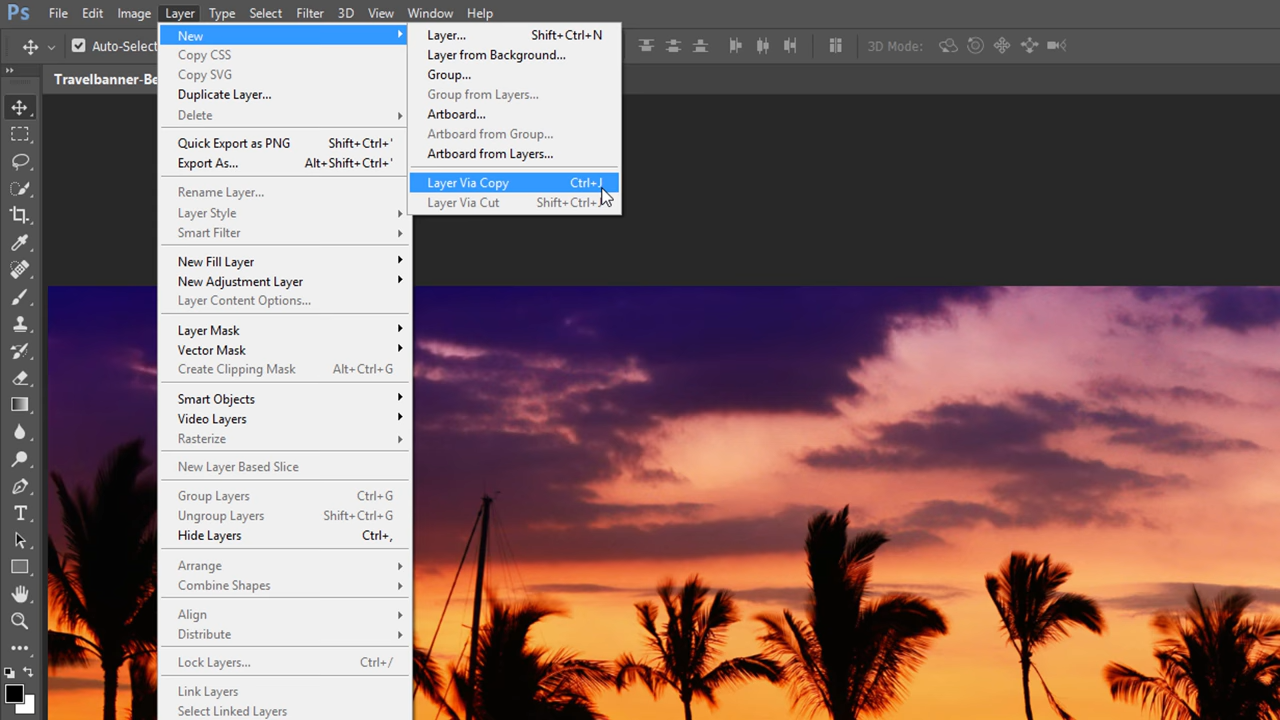 Ps File Edit Image Layer Type Select Filter 3D View Window Help
Auto-Select 3D Mode:
Travelbanner-Be
New
Copy CSS
Copy SVG
Duplicate Layer...
Delete
Quick Export as PNG Shift+Ctrl+'
Export As... Alt+Shift+Ctrl+'
Rename Layer...
Layer Style
Smart Filter
New Fill Layer
New Adjustment Layer
Layer Content Options...
Layer Mask
Vector Mask
Create Clipping Mask Alt+Ctrl+G
Smart Objects
Video Layers
Rasterize
New Layer Based Slice
Group Layers Ctrl+G
Ungroup Layers Shift+Ctrl+G
Hide Layers Ctrl+,
Arrange
Combine Shapes
Align
Distribute
Lock Layers... Ctrl+/
Link Layers
Select Linked Layers
Layer... Shift+Ctrl+N
Layer from Background...
Group...
Group from Layers...
Artboard...
Artboard from Group...
Artboard from Layers...
Layer Via Copy Ctrl+J
Layer Via Cut Shift+Ctrl+